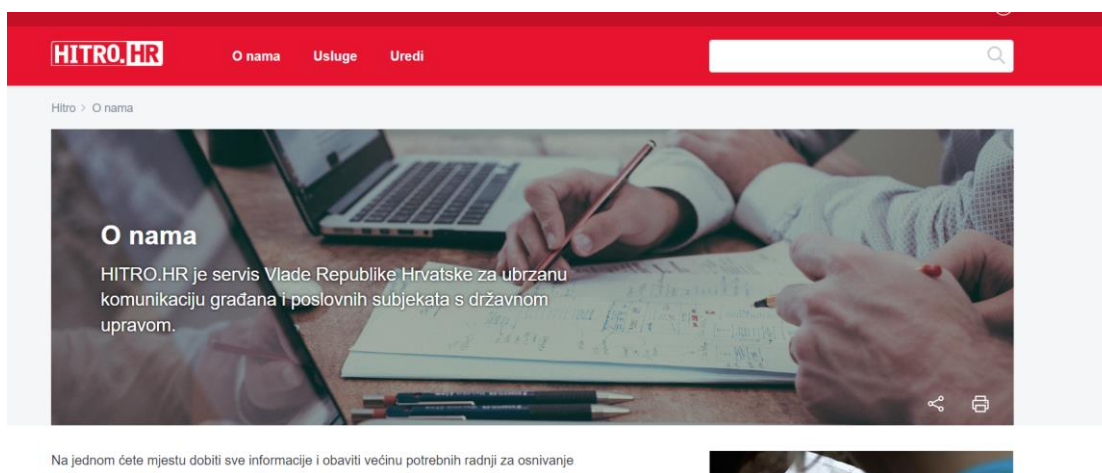 HITRO.HR
O nama Usluge Uredi
Hitro > O nama
O nama
HITRO.HR je servis Vlade Republike Hrvatske za ubrzanu
komunikaciju građana i poslovnih subjekata s državnom
upravom.
Na jednom ćete mjestu dobiti sve informacije i obaviti većinu potrebnih radnji za osnivanje